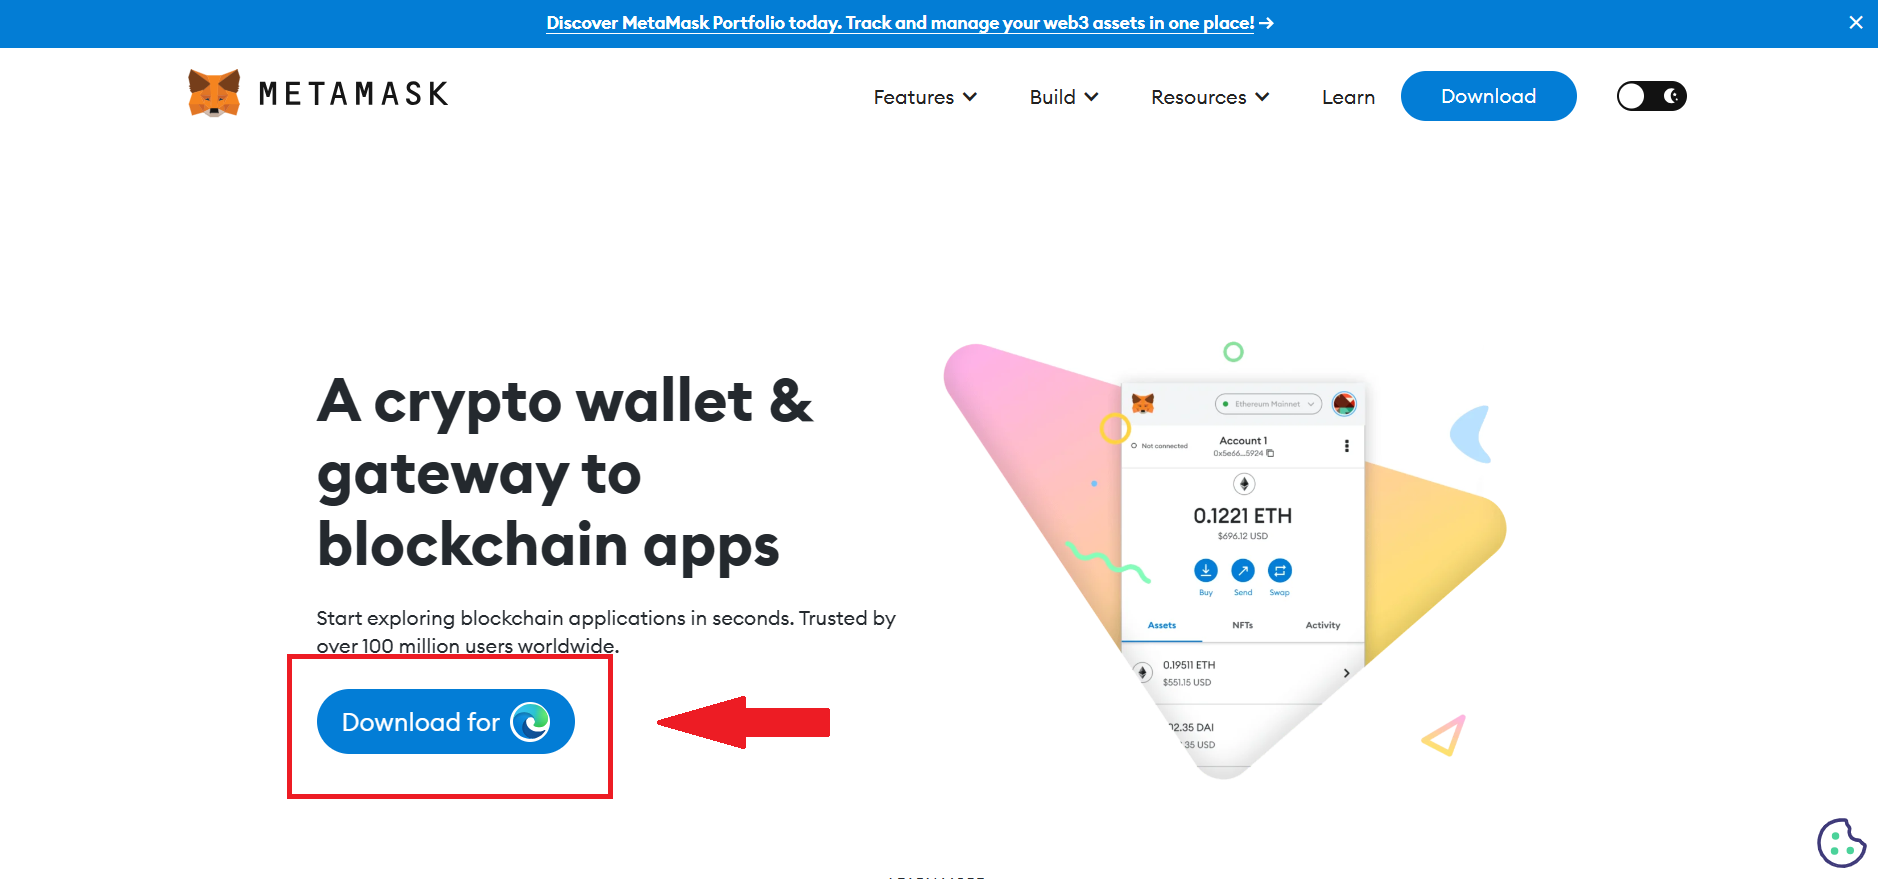 Discover MetaMask Portfolio today. Track and manage your web3 assets in one place! →
METAMASK
Features
Build
Resources
Learn
Download
A crypto wallet &
gateway to
blockchain apps
Start exploring blockchain applications in seconds. Trusted by
over 100 million users worldwide.
Download for
Ethereum Mainnet
Not connected
Account 1
0x5e66...5924
0.1221 ETH
$696.12 USD
Buy
Send
Swap
Assets
NFTs
Activity
0.19511 ETH
$551.15 USD
02.35 DAI
.35 USD